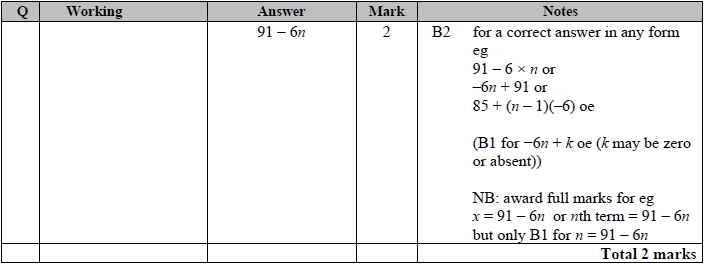 Q Working Answer Mark Notes
91 – 6n 2 B2 for a correct answer in any form
eg
91 – 6 × n or
–6n + 91 or
85 + (n – 1)(–6) oe
(B1 for −6n + k oe (k may be zero
or absent))
NB: award full marks for eg
x = 91 – 6n or nth term = 91 – 6n
but only B1 for n = 91 – 6n
Total 2 marks